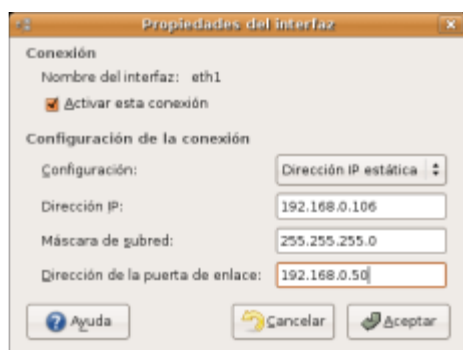 Propiedades del interfaz
Conexión
Nombre del interfaz: eth1
Activar esta conexión
Configuración de la conexión
Configuración: Dirección IP estática
Dirección IP: 192.168.0.106
Máscara de subred: 255.255.255.0
Dirección de la puerta de enlace: 192.168.0.50
Ayuda Cancelar Aceptar